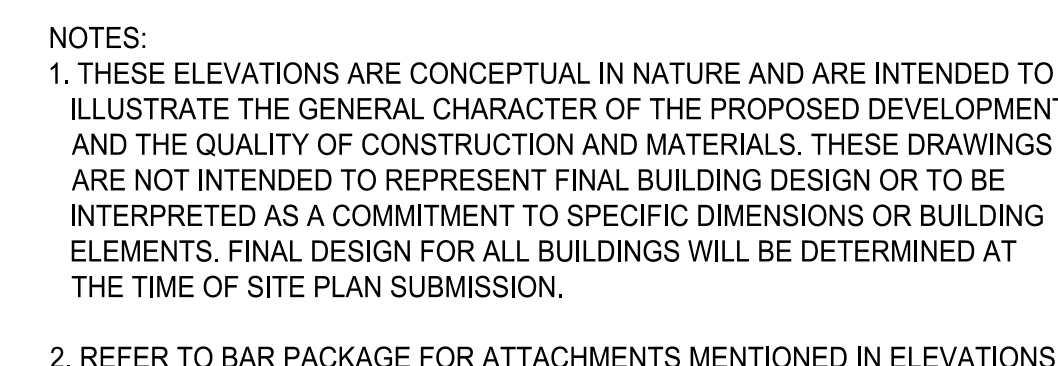 NOTES:
1. THESE ELEVATIONS ARE CONCEPTUAL IN NATURE AND ARE INTENDED TO
ILLUSTRATE THE GENERAL CHARACTER OF THE PROPOSED DEVELOPMENT
AND THE QUALITY OF CONSTRUCTION AND MATERIALS. THESE DRAWINGS
ARE NOT INTENDED TO REPRESENT FINAL BUILDING DESIGN OR TO BE
INTERPRETED AS A COMMITMENT TO SPECIFIC DIMENSIONS OR BUILDING
ELEMENTS. FINAL DESIGN FOR ALL BUILDINGS WILL BE DETERMINED AT
THE TIME OF SITE PLAN SUBMISSION.
2. REFER TO BAR PACKAGE FOR ATTACHMENTS MENTIONED IN ELEVATIONS